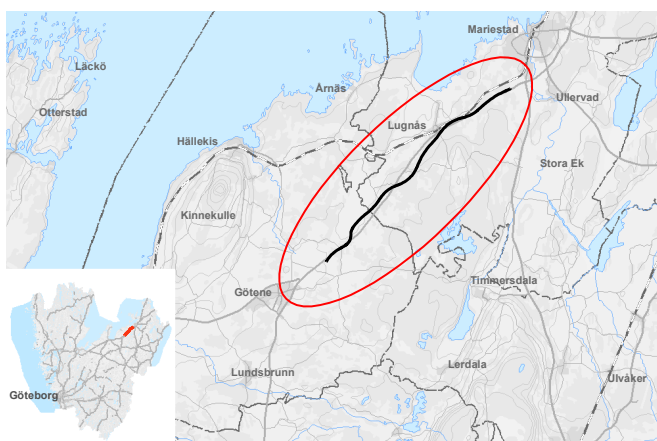 Mariestad
Läckö
Årnäs
Ullervad
Otterstad
Lugnås
Hällekis
Stora Ek
Kinnekulle
Timmersdala
Götene
Lundsbrunn
Lerdala
Ulvåker
Göteborg